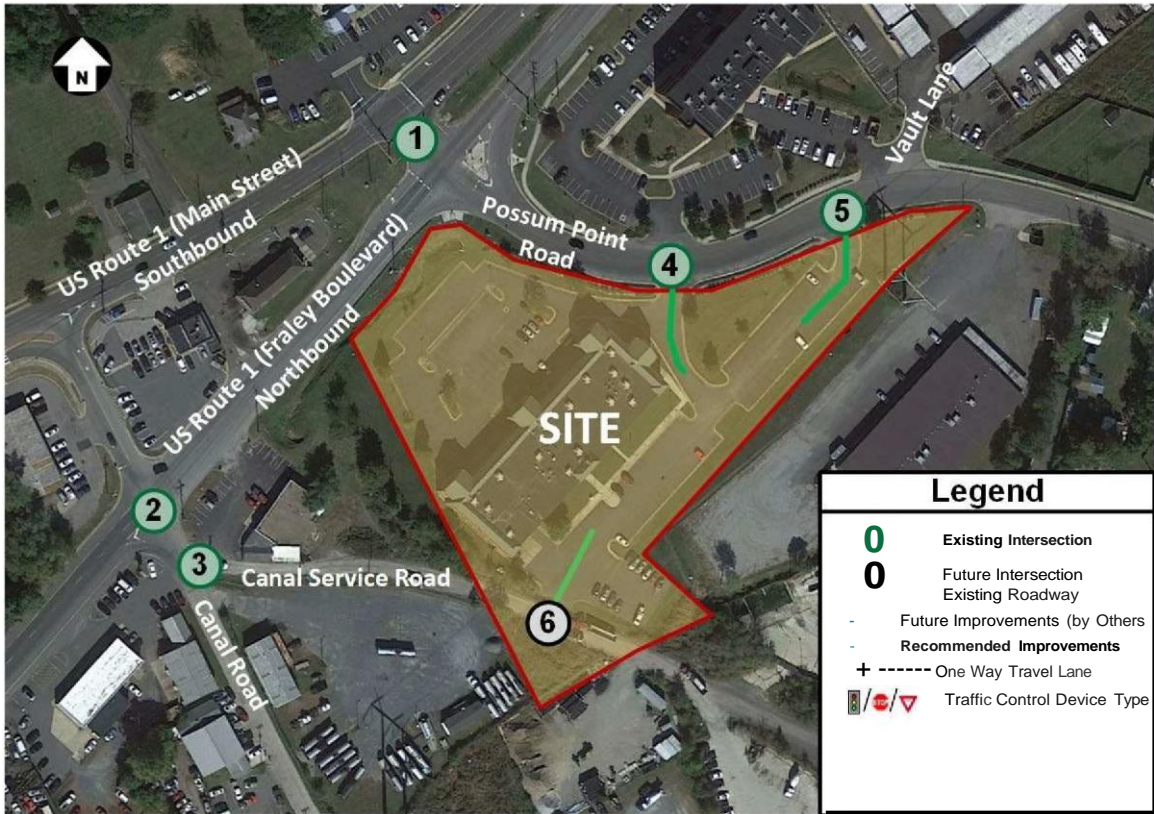 N
1
US Route 1 (Main Street)
Southbound
US Route 1 (Fraley Boulevard)
Northbound
Possum Point
Road
Vault Lane
4
5
SITE
2
3
Canal Service Road
Canal Road
6
Legend
0 Existing Intersection
0 Future Intersection
Existing Roadway
- Future Improvements (by Others
- Recommended Improvements
+ ------ One Way Travel Lane
/STOP/ Traffic Control Device Type